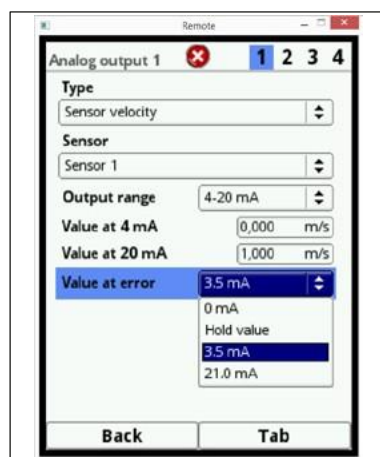 Remote
Analog output 1 1 2 3 4
Type
Sensor velocity
Sensor
Sensor 1
Output range 4-20 mA
Value at 4 mA 0,000 m/s
Value at 20 mA 1,000 m/s
Value at error 3.5 mA
0 mA
Hold value
3.5 mA
21.0 mA
Back Tab